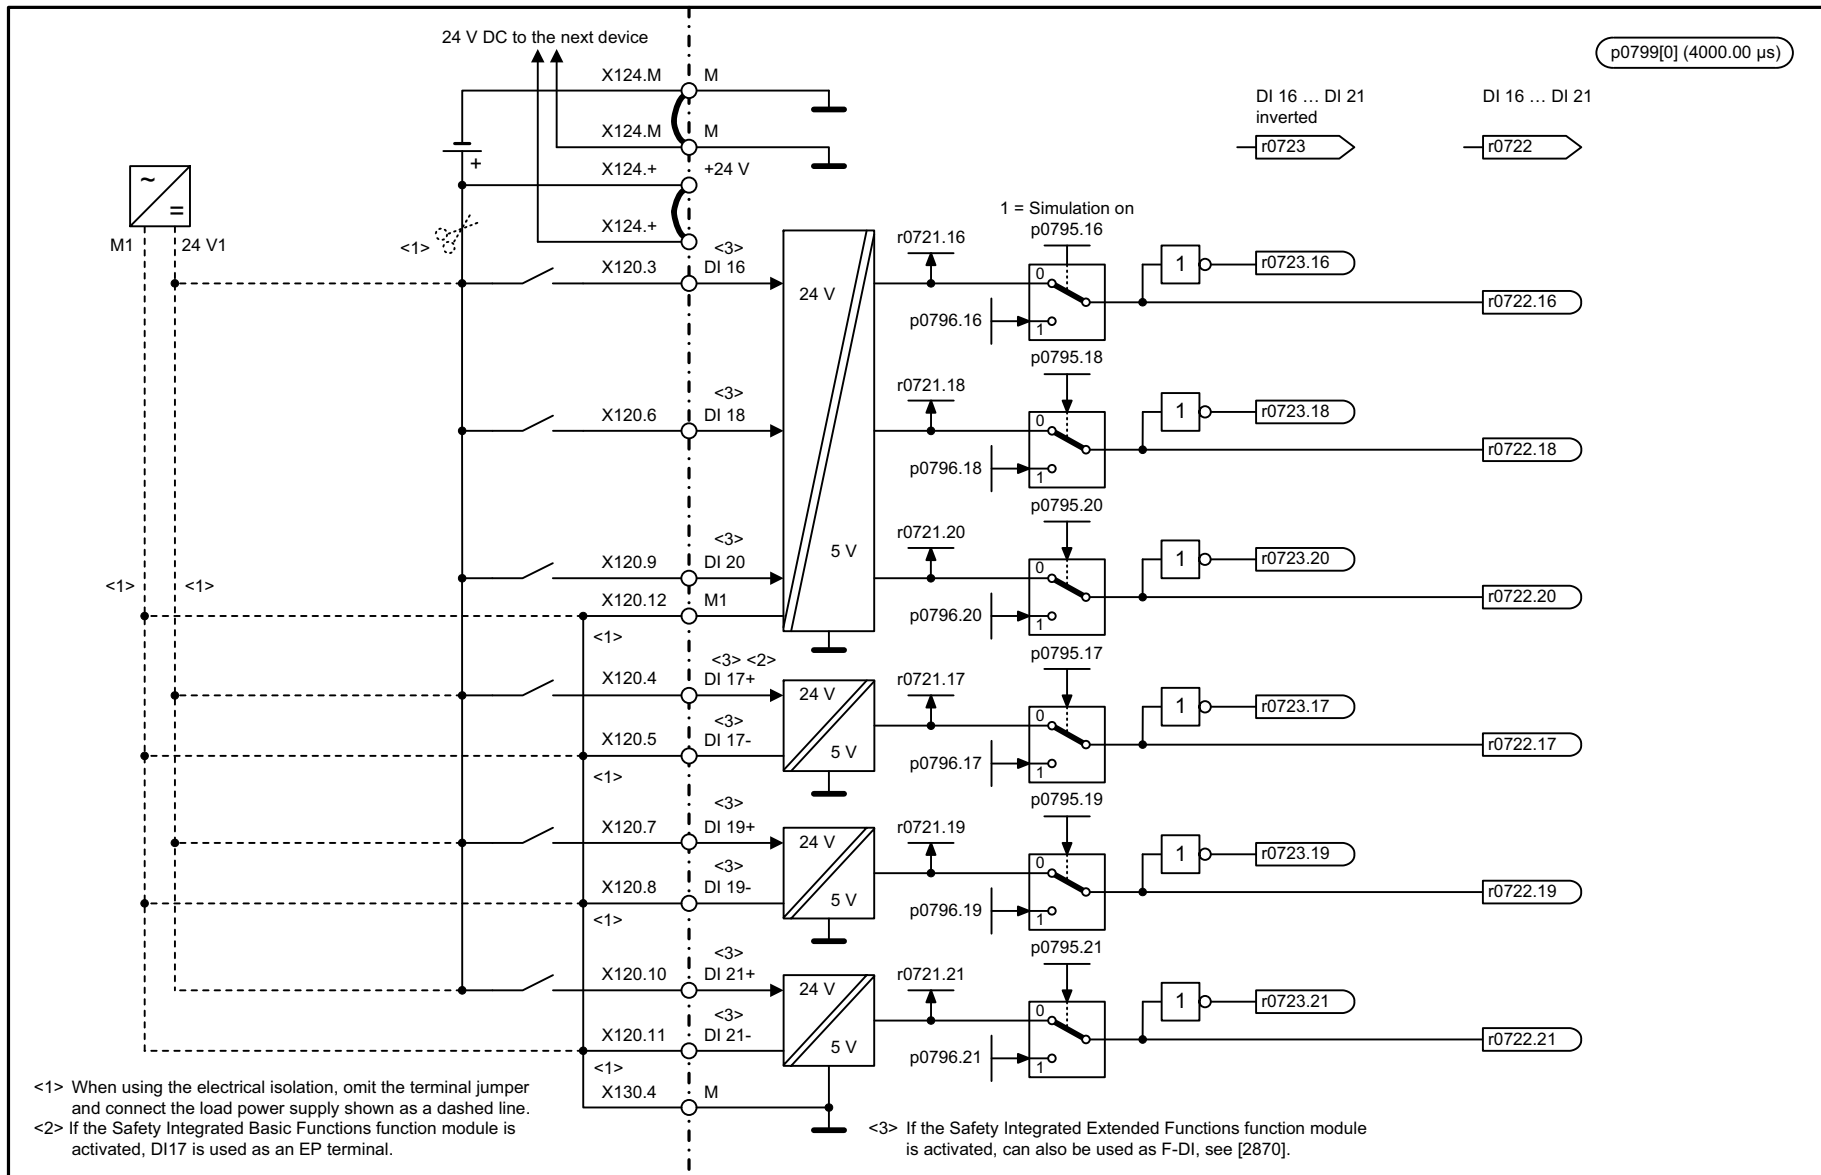 24 V DC to the next device
p0799[0] (4000.00 µs)
X124.M M
DI 16 … DI 21
inverted
DI 16 … DI 21
X124.M M
r0723
r0722
+
X124.+ +24 V
~
=
1 = Simulation on
X124.+
M1 24 V1
<1>
<3>
r0721.16
p0795.16
X120.3 DI 16
24 V
0
1
r0723.16
p0796.16
1
r0722.16
p0795.18
<3>
r0721.18
X120.6 DI 18
0
1
r0723.18
p0796.18
1
r0722.18
p0795.20
<3>
r0721.20
X120.9 DI 20
5 V
0
1
r0723.20
<1>
<1>
X120.12 M1
p0796.20
1
r0722.20
<1>
p0795.17
<3> <2>
r0721.17
X120.4 DI 17+
24 V
0
1
r0723.17
<3>
X120.5 DI 17-
5 V
p0796.17
1
r0722.17
<1>
p0795.19
<3>
r0721.19
X120.7 DI 19+
24 V
0
1
r0723.19
<3>
X120.8 DI 19-
5 V
p0796.19
1
r0722.19
<1>
p0795.21
<3>
r0721.21
X120.10 DI 21+
24 V
0
1
r0723.21
<3>
X120.11 DI 21-
5 V
p0796.21
1
r0722.21
<1>
X130.4 M
<1> When using the electrical isolation, omit the terminal jumper
and connect the load power supply shown as a dashed line.
<2> If the Safety Integrated Basic Functions function module is
activated, DI17 is used as an EP terminal.
<3> If the Safety Integrated Extended Functions function module
is activated, can also be used as F-DI, see [2870].